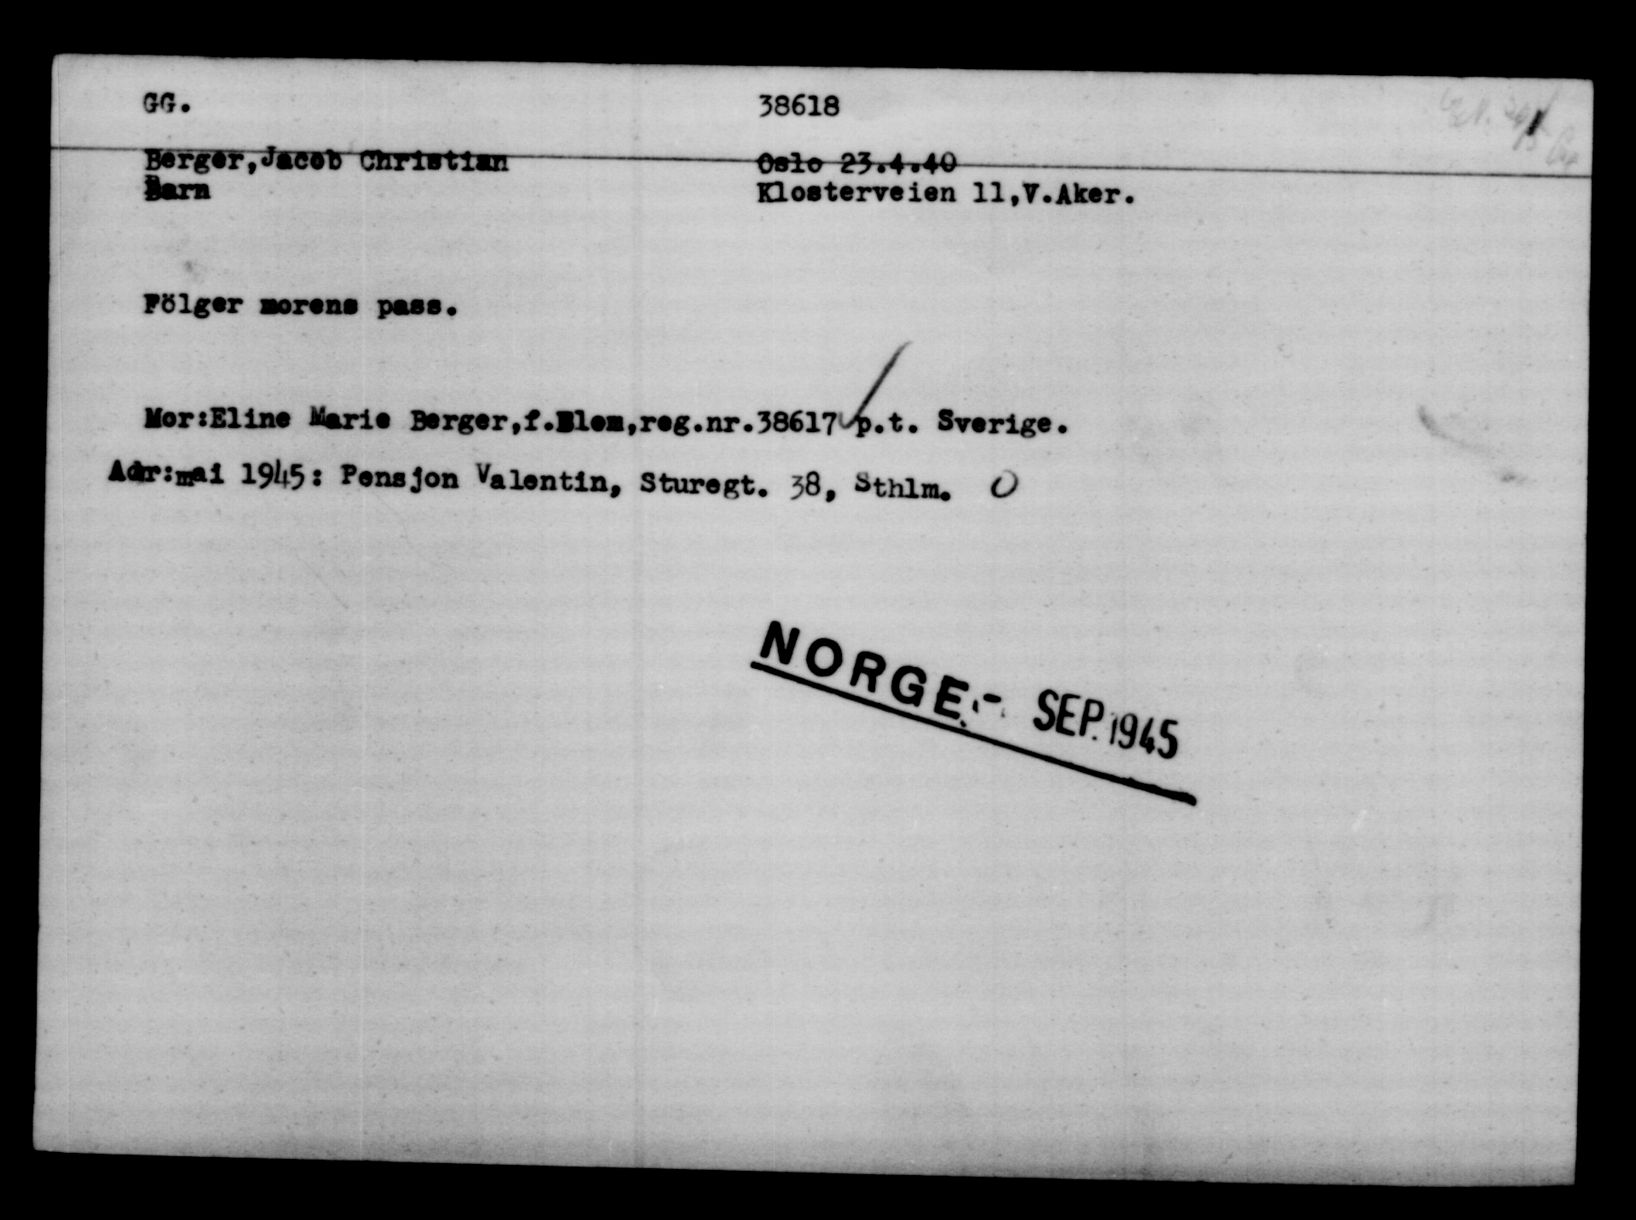 GG. 38618
Berger,Jacob Christian Oslo 23.4.40
Barn Klosterveien 11,V.Aker.
Fölger morens pass.
Mor:Eline Marie Berger,f.Blom,reg.nr.38617 p.t. Sverige.
Adr:mai 1945: Pensjon Valentin, Sturegt. 38, Sthlm. O
NORGE.- SEP. 1945